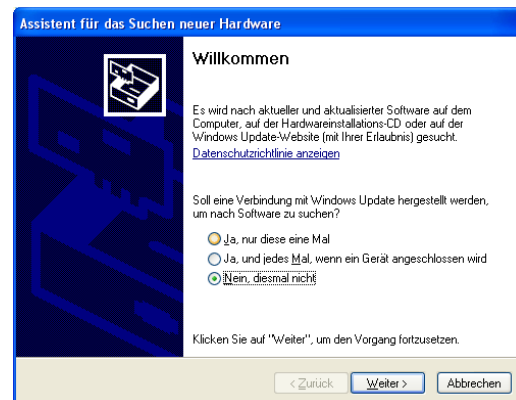 Assistent für das Suchen neuer Hardware
Willkommen
Es wird nach aktueller und aktualisierter Software auf dem
Computer, auf der Hardwareinstallations-CD oder auf der
Windows Update-Website (mit Ihrer Erlaubnis) gesucht.
Datenschutzrichtlinie anzeigen
Soll eine Verbindung mit Windows Update hergestellt werden,
um nach Software zu suchen?
Ja, nur diese eine Mal
Ja, und jedes Mal, wenn ein Gerät angeschlossen wird
Nein, diesmal nicht
Klicken Sie auf "Weiter", um den Vorgang fortzusetzen.
< Zurück Weiter > Abbrechen